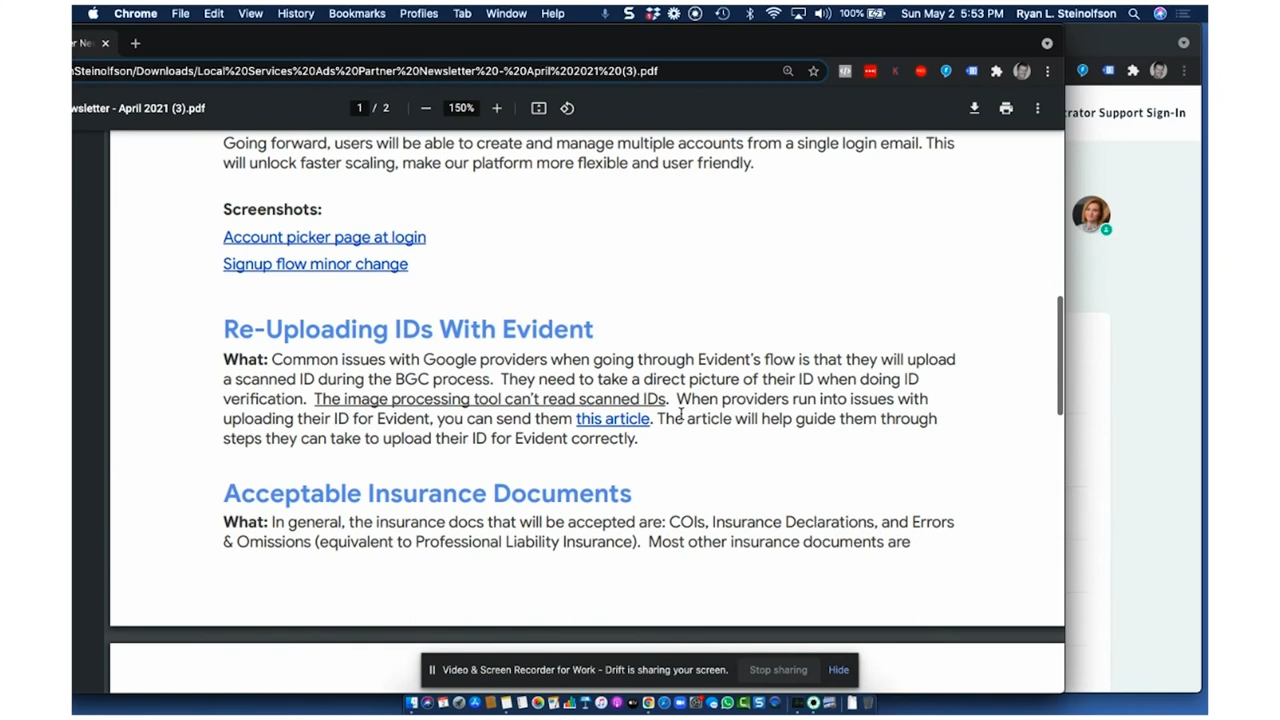 Chrome File Edit View History Bookmarks Profiles Tab Window Help 100% Sun May 2 5:53 PM Ryan L. Steinolfson
nSteinolfson/Downloads/Local%20Services%20Ads%20Partner%20Newsletter%20-%20April%202021%20(3).pdf
wsletter - April 2021 (3).pdf 1 / 2 150%
trator Support Sign-In
Going forward, users will be able to create and manage multiple accounts from a single login email. This
will unlock faster scaling, make our platform more flexible and user friendly.
Screenshots:
Account picker page at login
Signup flow minor change
Re-Uploading IDs With Evident
What: Common issues with Google providers when going through Evident's flow is that they will upload
a scanned ID during the BGC process. They need to take a direct picture of their ID when doing ID
verification. The image processing tool can't read scanned IDs. When providers run into issues with
uploading their ID for Evident, you can send them this article. The article will help guide them through
steps they can take to upload their ID for Evident correctly.
Acceptable Insurance Documents
What: In general, the insurance docs that will be accepted are: COIs, Insurance Declarations, and Errors
& Omissions (equivalent to Professional Liability Insurance). Most other insurance documents are
Video & Screen Recorder for Work - Drift is sharing your screen. Stop sharing Hide